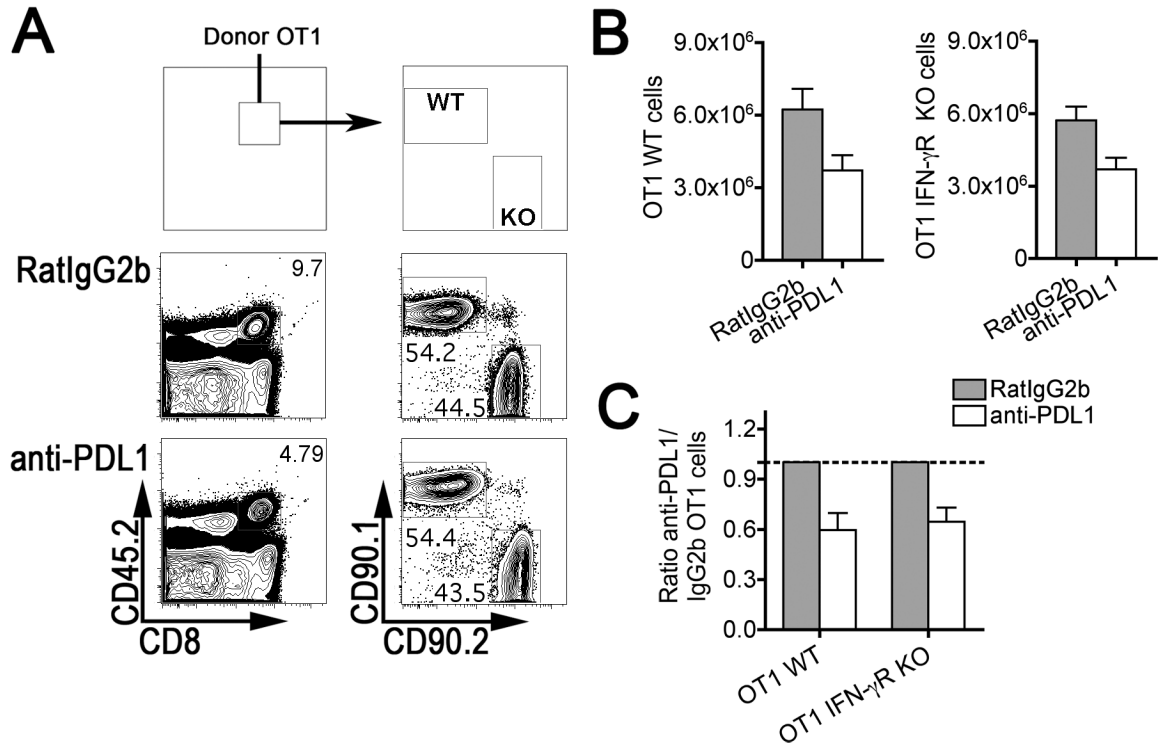 A
Donor OT1
WT
KO
RatIgG2b
9.7
54.2
44.5
anti-PDL1
4.79
54.4
43.5
CD45.2
CD8
CD90.1
CD90.2
B
OT1 WT cells
9.0x10⁶
6.0x10⁶
3.0x10⁶
0
RatIgG2b
anti-PDL1
OT1 IFN-γR KO cells
9.0x10⁶
6.0x10⁶
3.0x10⁶
0
RatIgG2b
anti-PDL1
C
RatIgG2b
anti-PDL1
Ratio anti-PDL1/
IgG2b OT1 cells
1.2
0.9
0.6
0.3
0.0
OT1 WT
OT1 IFN-γR KO